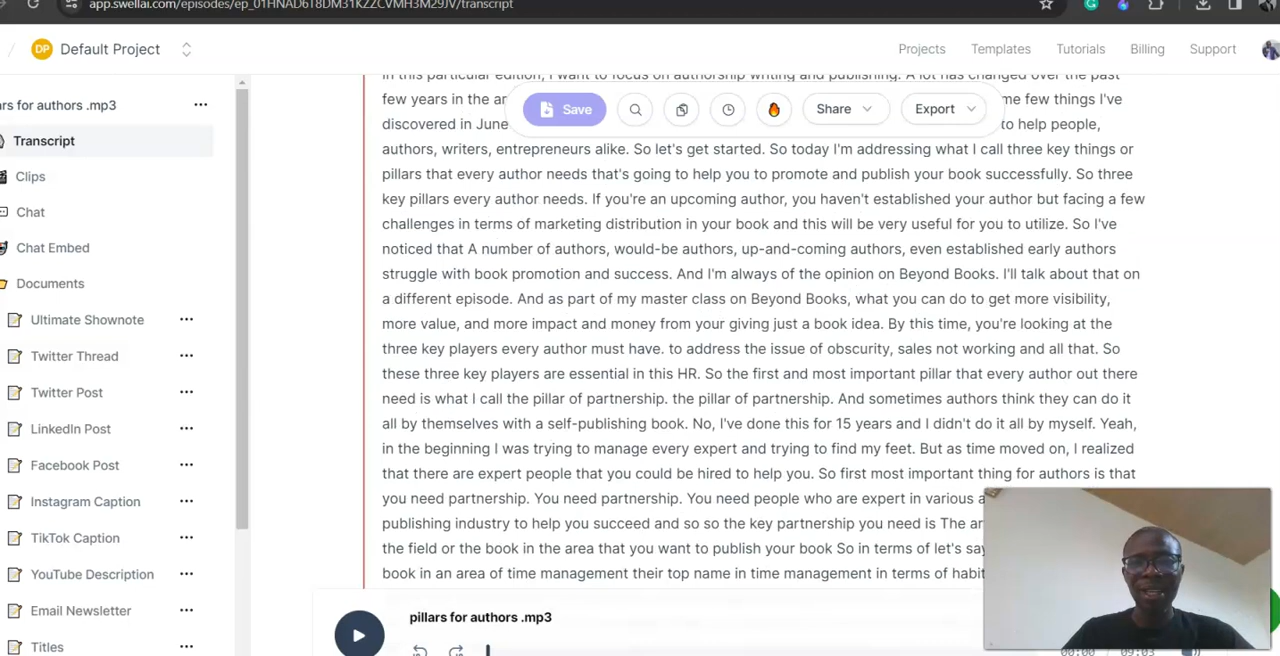 app.swellai.com/episodes/ep_01HNAD6T8DM31KZZCVMH3M29JV/transcript
DP Default Project
Projects Templates Tutorials Billing Support
ars for authors .mp3
Transcript
Clips
Chat
Chat Embed
Documents
Ultimate Shownote
Twitter Thread
Twitter Post
LinkedIn Post
Facebook Post
Instagram Caption
TikTok Caption
YouTube Description
Email Newsletter
Titles
Save Share Export
In this particular edition, I want to focus on authorship writing and publishing. A lot has changed over the past
few years in the me few things I've
discovered in June to help people,
authors, writers, entrepreneurs alike. So let's get started. So today I'm addressing what I call three key things or
pillars that every author needs that's going to help you to promote and publish your book successfully. So three
key pillars every author needs. If you're an upcoming author, you haven't established your author but facing a few
challenges in terms of marketing distribution in your book and this will be very useful for you to utilize. So I've
noticed that A number of authors, would-be authors, up-and-coming authors, even established early authors
struggle with book promotion and success. And I'm always of the opinion on Beyond Books. I'll talk about that on
a different episode. And as part of my master class on Beyond Books, what you can do to get more visibility,
more value, and more impact and money from your giving just a book idea. By this time, you're looking at the
three key players every author must have. to address the issue of obscurity, sales not working and all that. So
these three key players are essential in this HR. So the first and most important pillar that every author out there
need is what I call the pillar of partnership. the pillar of partnership. And sometimes authors think they can do it
all by themselves with a self-publishing book. No, I've done this for 15 years and I didn't do it all by myself. Yeah,
in the beginning I was trying to manage every expert and trying to find my feet. But as time moved on, I realized
that there are expert people that you could be hired to help you. So first most important thing for authors is that
you need partnership. You need partnership. You need people who are expert in various a
publishing industry to help you succeed and so so the key partnership you need is The ar
the field or the book in the area that you want to publish your book So in terms of let's say
book in an area of time management their top name in time management in terms of habit
pillars for authors .mp3
00:00 / 09:03